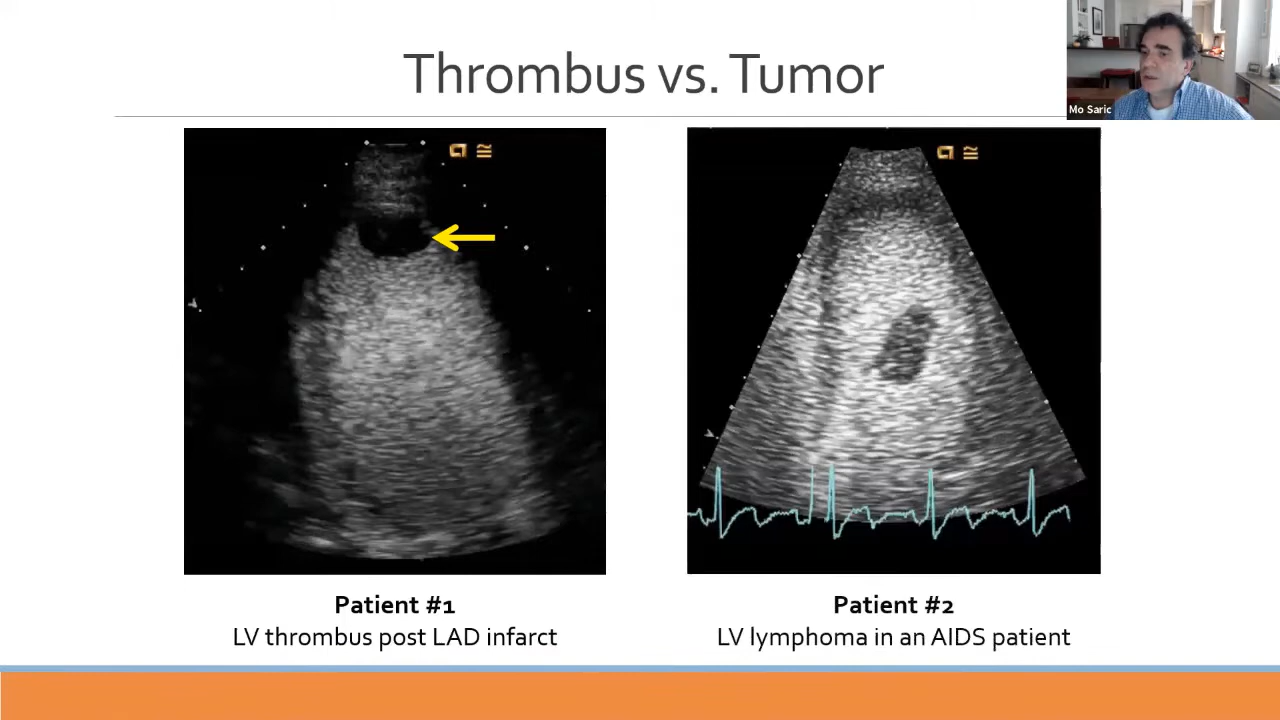 Thrombus vs. Tumor
Mo Saric
Patient #1
LV thrombus post LAD infarct
Patient #2
LV lymphoma in an AIDS patient